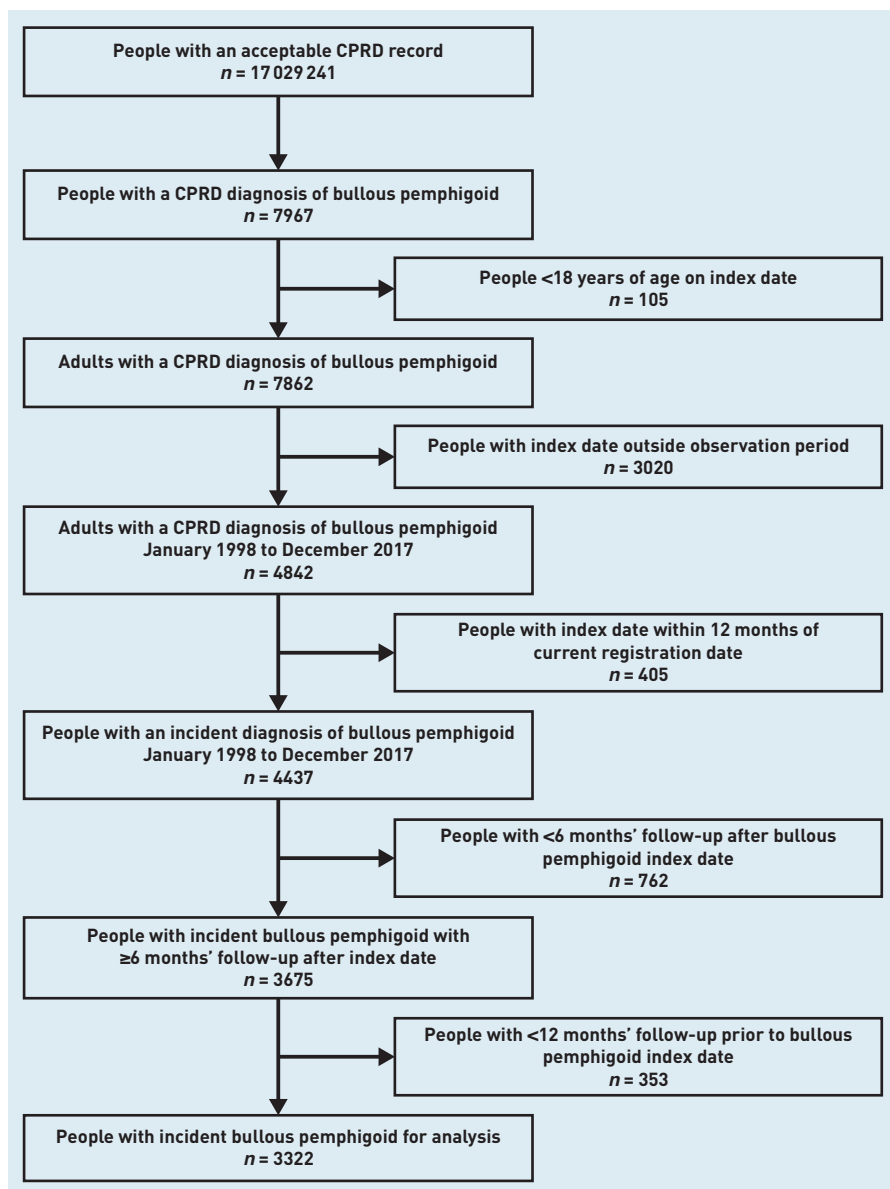 People with an acceptable CPRD record
n = 17 029 241
People with a CPRD diagnosis of bullous pemphigoid
n = 7967
People <18 years of age on index date
n = 105
Adults with a CPRD diagnosis of bullous pemphigoid
n = 7862
People with index date outside observation period
n = 3020
Adults with a CPRD diagnosis of bullous pemphigoid
January 1998 to December 2017
n = 4842
People with index date within 12 months of
current registration date
n = 405
People with an incident diagnosis of bullous pemphigoid
January 1998 to December 2017
n = 4437
People with <6 months’ follow-up after bullous
pemphigoid index date
n = 762
People with incident bullous pemphigoid with
≥6 months’ follow-up after index date
n = 3675
People with <12 months’ follow-up prior to bullous
pemphigoid index date
n = 353
People with incident bullous pemphigoid for analysis
n = 3322